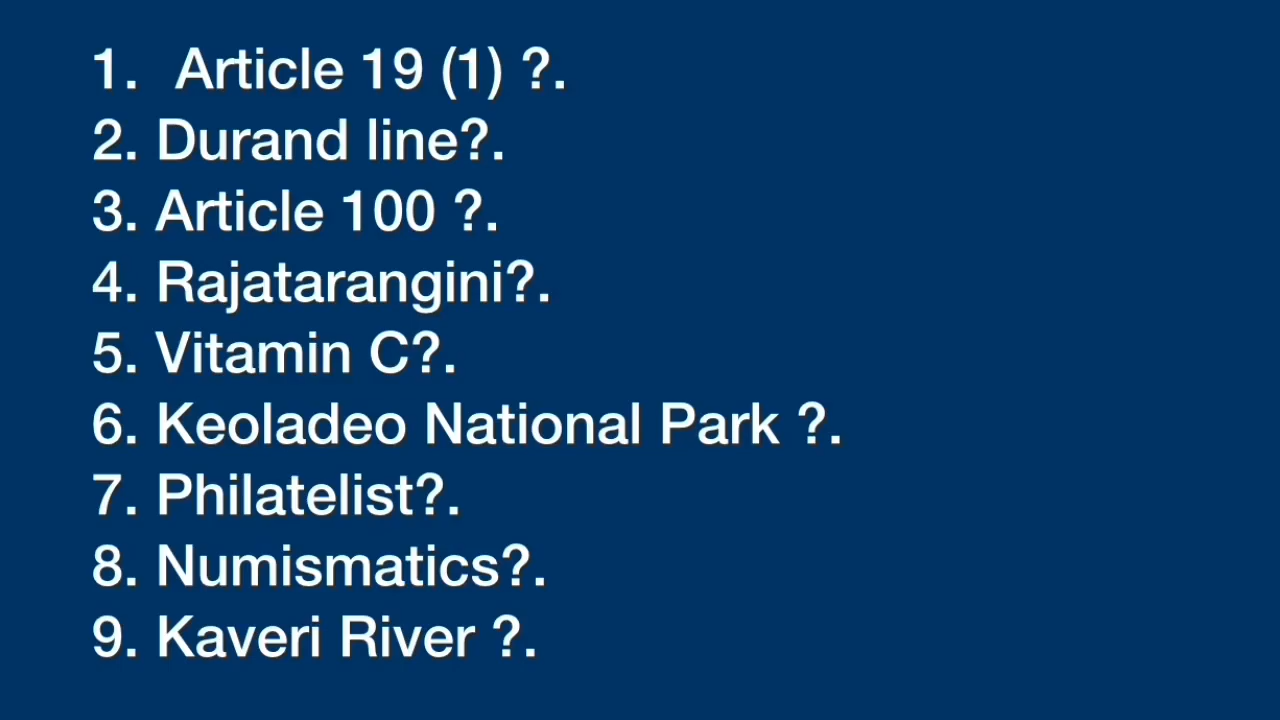 1. Article 19 (1) ?.
2. Durand line?.
3. Article 100 ?.
4. Rajatarangini?.
5. Vitamin C?.
6. Keoladeo National Park ?.
7. Philatelist?.
8. Numismatics?.
9. Kaveri River ?.